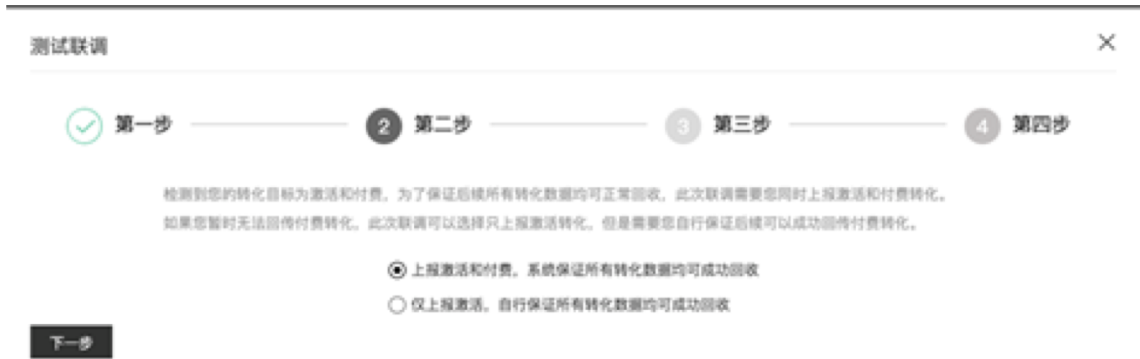 测试联调
第一步 2 第二步 3 第三步 4 第四步
检测到您的转化目标为激活和付费，为了保证后续所有转化数据均可正常回收，此次联调需要您同时上报激活和付费转化。
如果您暂时无法回传付费转化，此次联调可以选择只上报激活转化，但是需要您自行保证后续可以成功回传付费转化。
上报激活和付费，系统保证所有转化数据均可成功回收
仅上报激活，自行保证所有转化数据均可成功回收
下一步